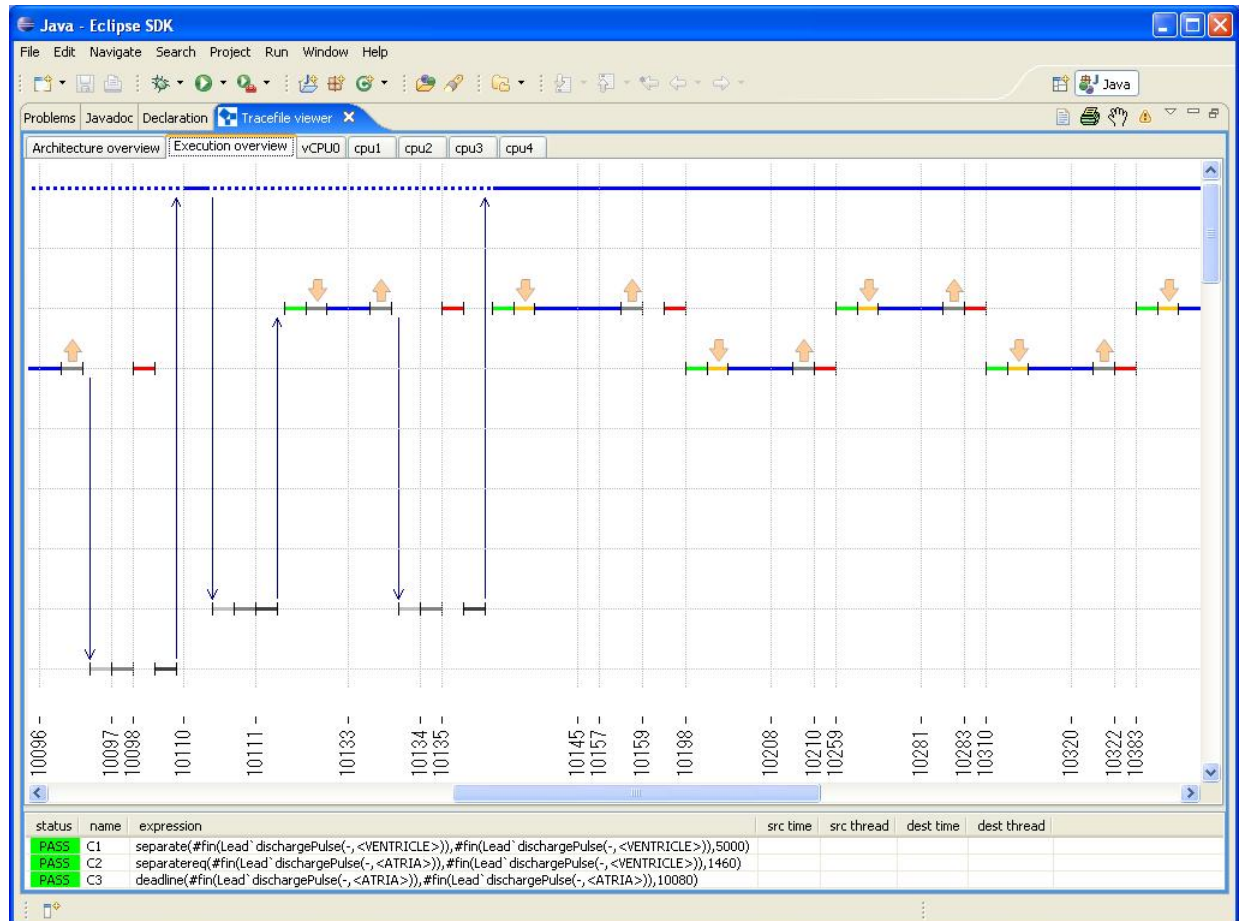 Java - Eclipse SDK
File Edit Navigate Search Project Run Window Help
Java
Problems Javadoc Declaration Tracefile viewer
Architecture overview Execution overview vCPU0 cpu1 cpu2 cpu3 cpu4
10096 10097 10098 10110 10111 10133 10134 10135 10145 10157 10159 10198 10208 10210 10259 10281 10283 10310 10320 10322 10383
status name expression src time src thread dest time dest thread
PASS C1 separate(#fin(Lead`dischargePulse(-,<VENTRICLE>)),#fin(Lead`dischargePulse(-,<VENTRICLE>)),5000)
PASS C2 separatereq(#fin(Lead`dischargePulse(-,<ATRIA>)),#fin(Lead`dischargePulse(-,<VENTRICLE>)),1460)
PASS C3 deadline(#fin(Lead`dischargePulse(-,<ATRIA>)),#fin(Lead`dischargePulse(-,<ATRIA>)),10080)